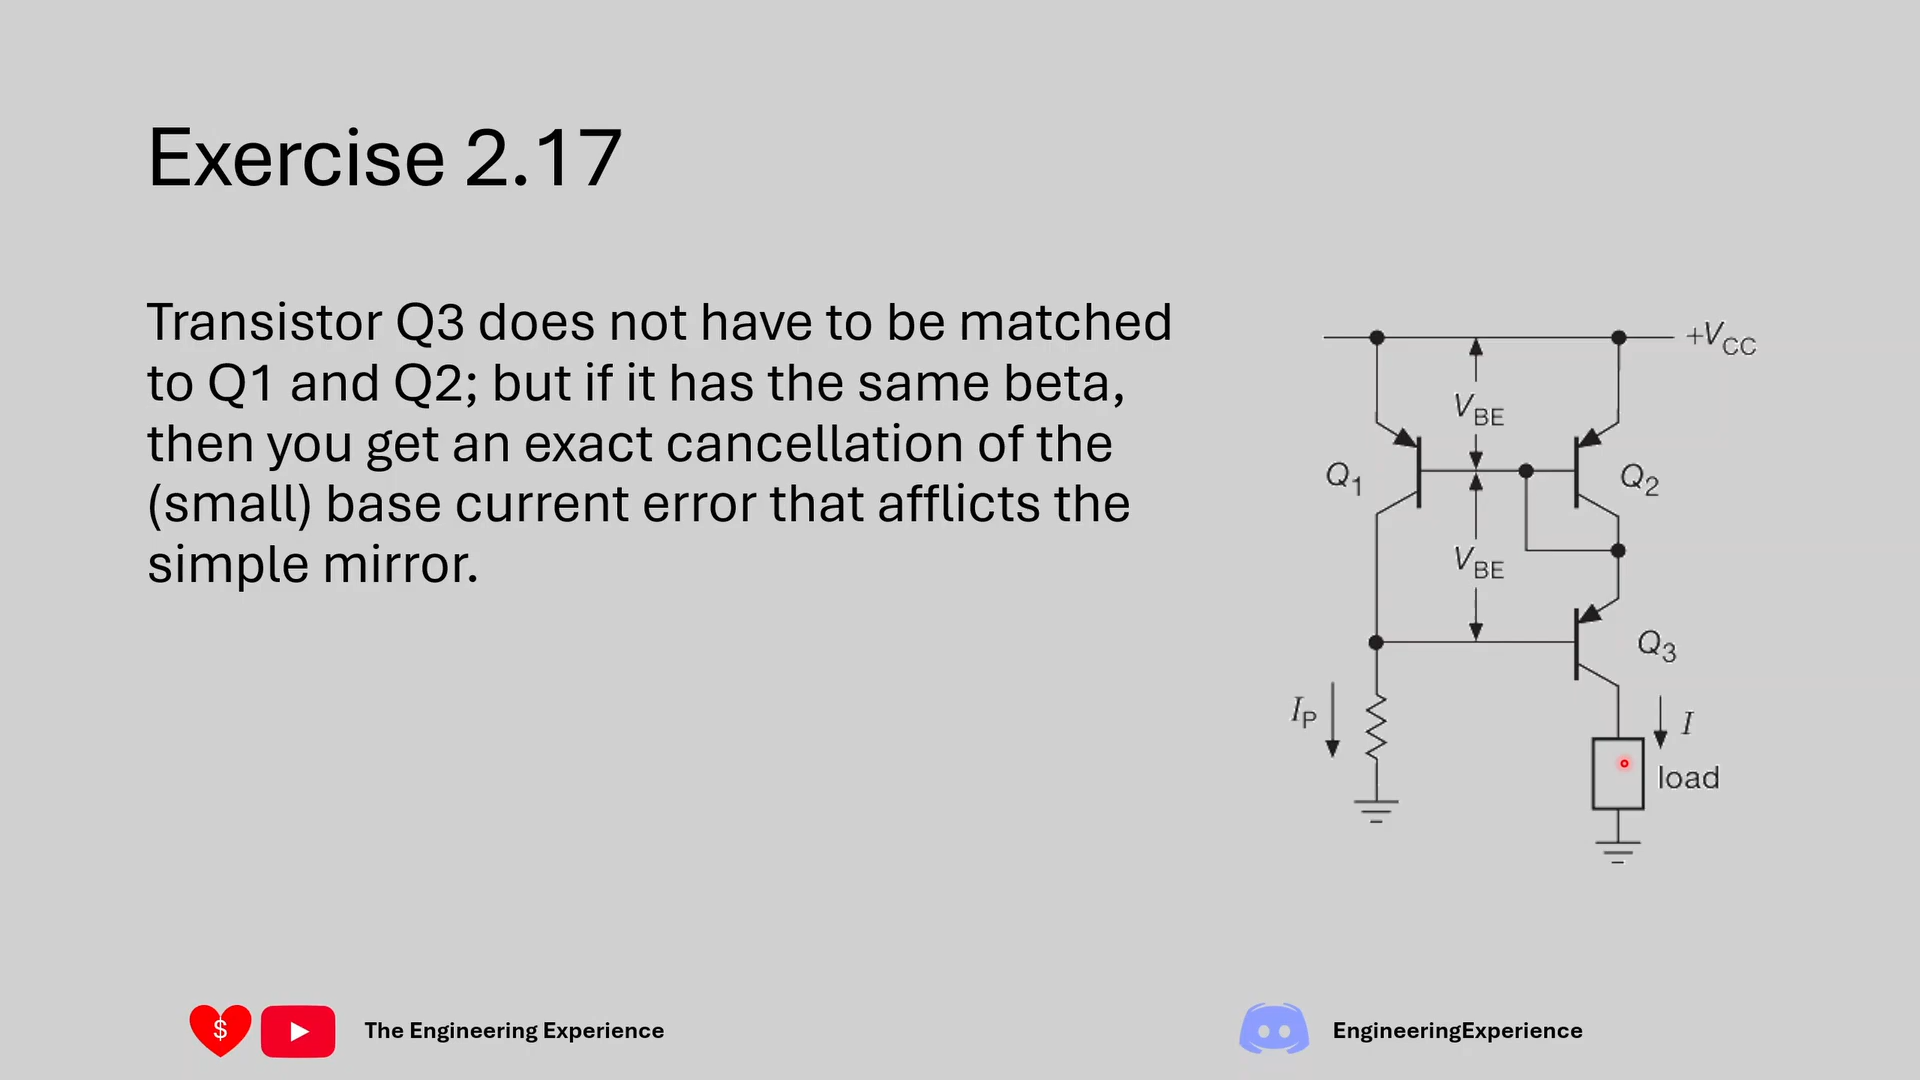 Exercise 2.17
Transistor Q3 does not have to be matched
to Q1 and Q2; but if it has the same beta,
then you get an exact cancellation of the
(small) base current error that afflicts the
simple mirror.
+VCC
VBE
Q1
Q2
VBE
Q3
IP
I
load
$
The Engineering Experience
EngineeringExperience